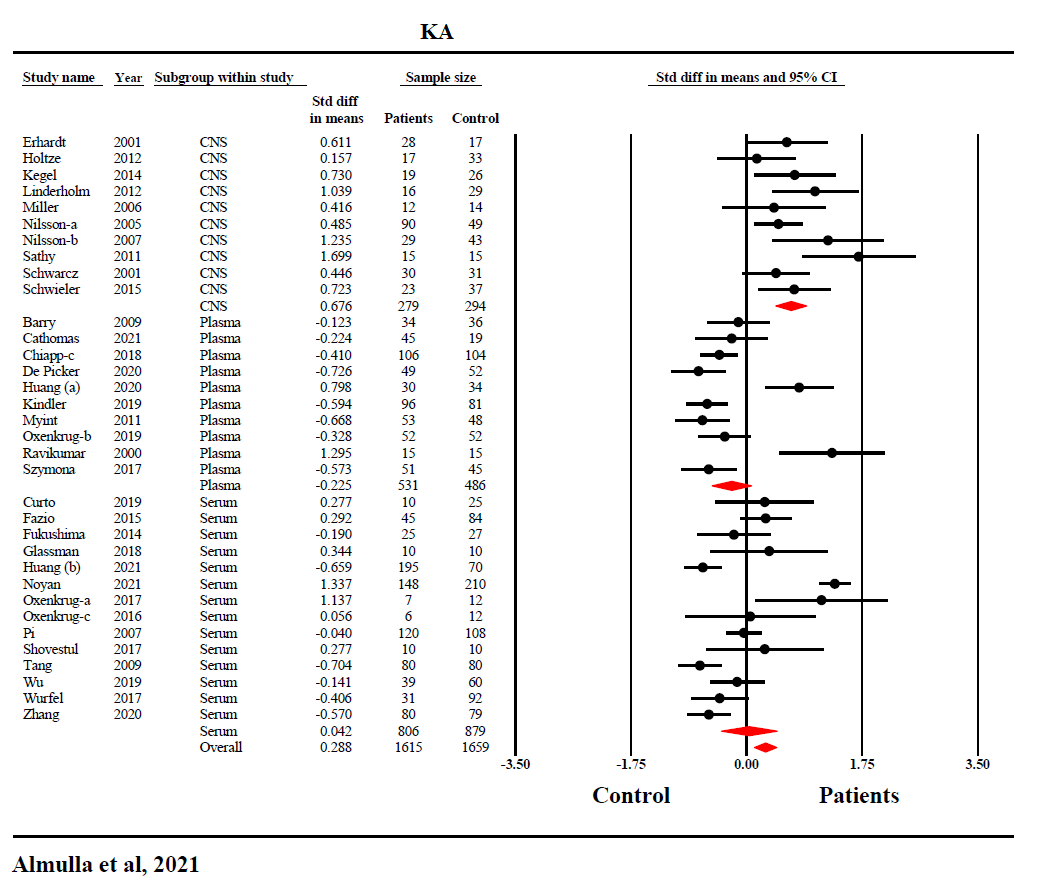 KA
Study name Year Subgroup within study Sample size Std diff in means and 95% CI
Std diff
in means Patients Control
Erhardt 2001 CNS 0.611 28 17
Holtze 2012 CNS 0.157 17 33
Kegel 2014 CNS 0.730 19 26
Linderholm 2012 CNS 1.039 16 29
Miller 2006 CNS 0.416 12 14
Nilsson-a 2005 CNS 0.485 90 49
Nilsson-b 2007 CNS 1.235 29 43
Sathy 2011 CNS 1.699 15 15
Schwarcz 2001 CNS 0.446 30 31
Schwieler 2015 CNS 0.723 23 37
CNS 0.676 279 294
Barry 2009 Plasma -0.123 34 36
Cathomas 2021 Plasma -0.224 45 19
Chiapp-c 2018 Plasma -0.410 106 104
De Picker 2020 Plasma -0.726 49 52
Huang (a) 2020 Plasma 0.798 30 34
Kindler 2019 Plasma -0.594 96 81
Myint 2011 Plasma -0.668 53 48
Oxenkrug-b 2019 Plasma -0.328 52 52
Ravikumar 2000 Plasma 1.295 15 15
Szymona 2017 Plasma -0.573 51 45
Plasma -0.225 531 486
Curto 2019 Serum 0.277 10 25
Fazio 2015 Serum 0.292 45 84
Fukushima 2014 Serum -0.190 25 27
Glassman 2018 Serum 0.344 10 10
Huang (b) 2021 Serum -0.659 195 70
Noyan 2021 Serum 1.337 148 210
Oxenkrug-a 2017 Serum 1.137 7 12
Oxenkrug-c 2016 Serum 0.056 6 12
Pi 2007 Serum -0.040 120 108
Shovestul 2017 Serum 0.277 10 10
Tang 2009 Serum -0.704 80 80
Wu 2019 Serum -0.141 39 60
Wurfel 2017 Serum -0.406 31 92
Zhang 2020 Serum -0.570 80 79
Serum 0.042 806 879
Overall 0.288 1615 1659
-3.50 -1.75 0.00 1.75 3.50
Control Patients
Almulla et al, 2021